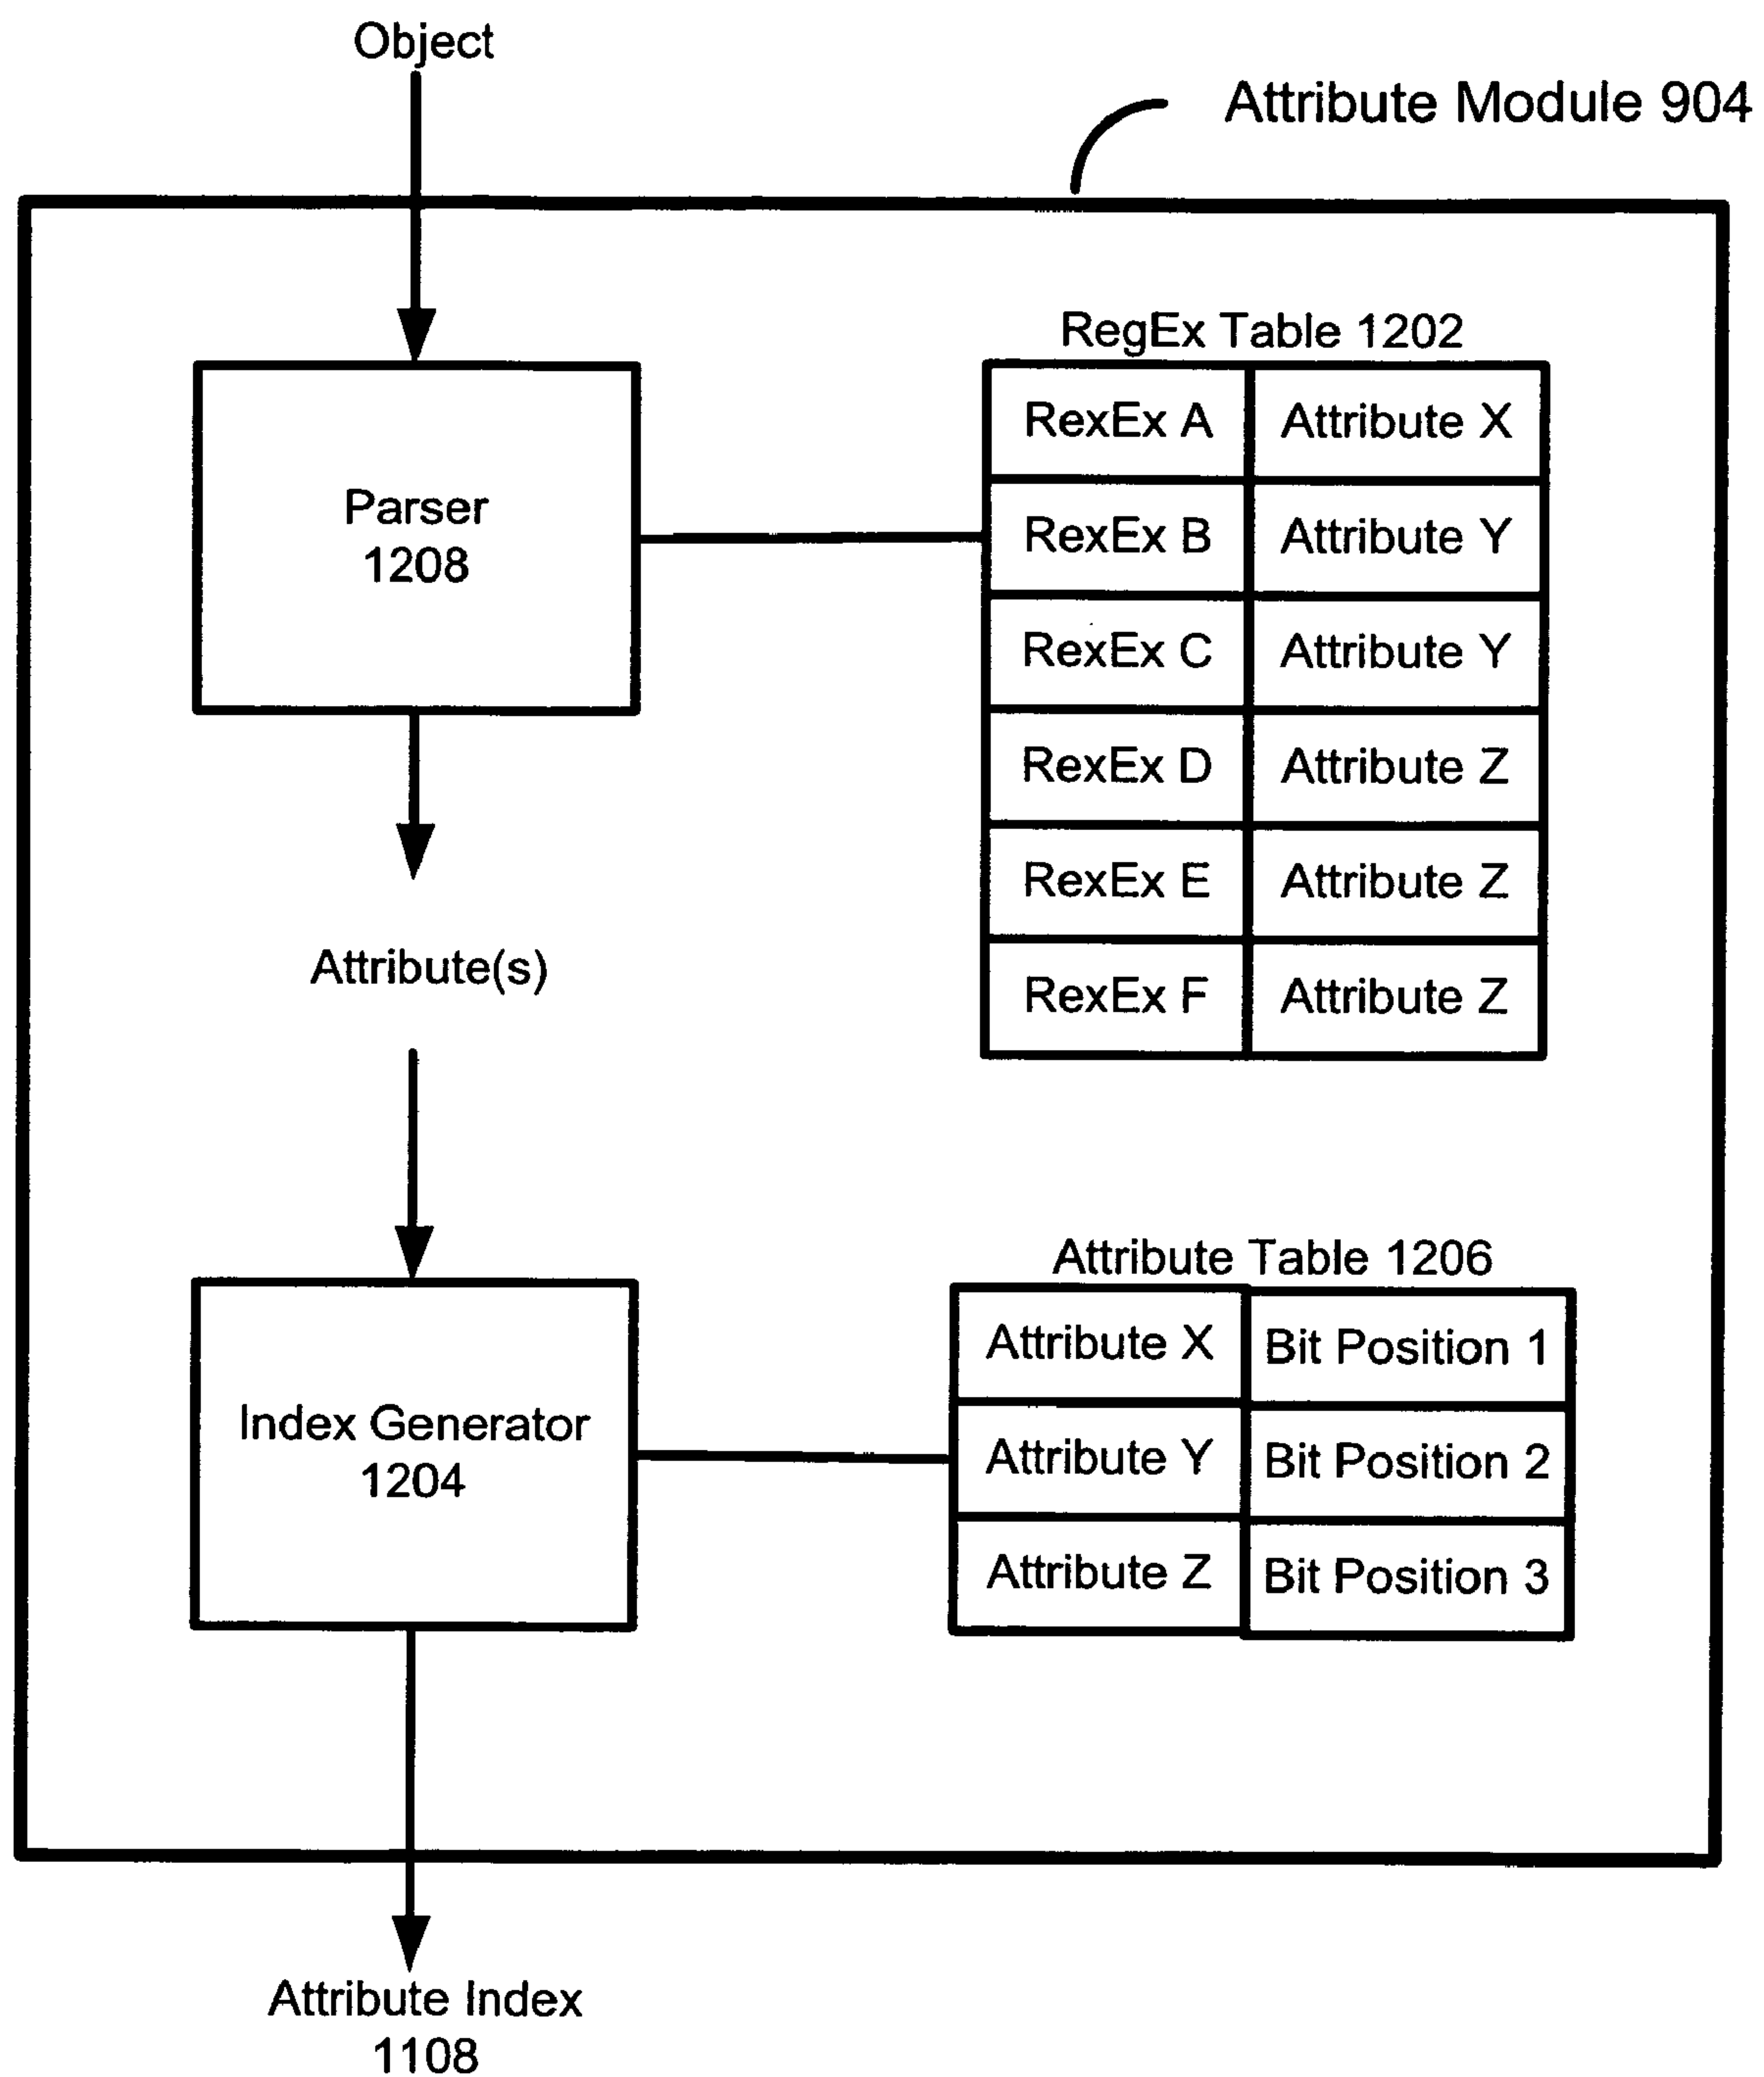 Object
Attribute Module 904
RegEx Table 1202
RexEx A Attribute X
RexEx B Attribute Y
RexEx C Attribute Y
RexEx D Attribute Z
RexEx E Attribute Z
RexEx F Attribute Z
Parser
1208
Attribute(s)
Attribute Table 1206
Attribute X Bit Position 1
Attribute Y Bit Position 2
Attribute Z Bit Position 3
Index Generator
1204
Attribute Index
1108